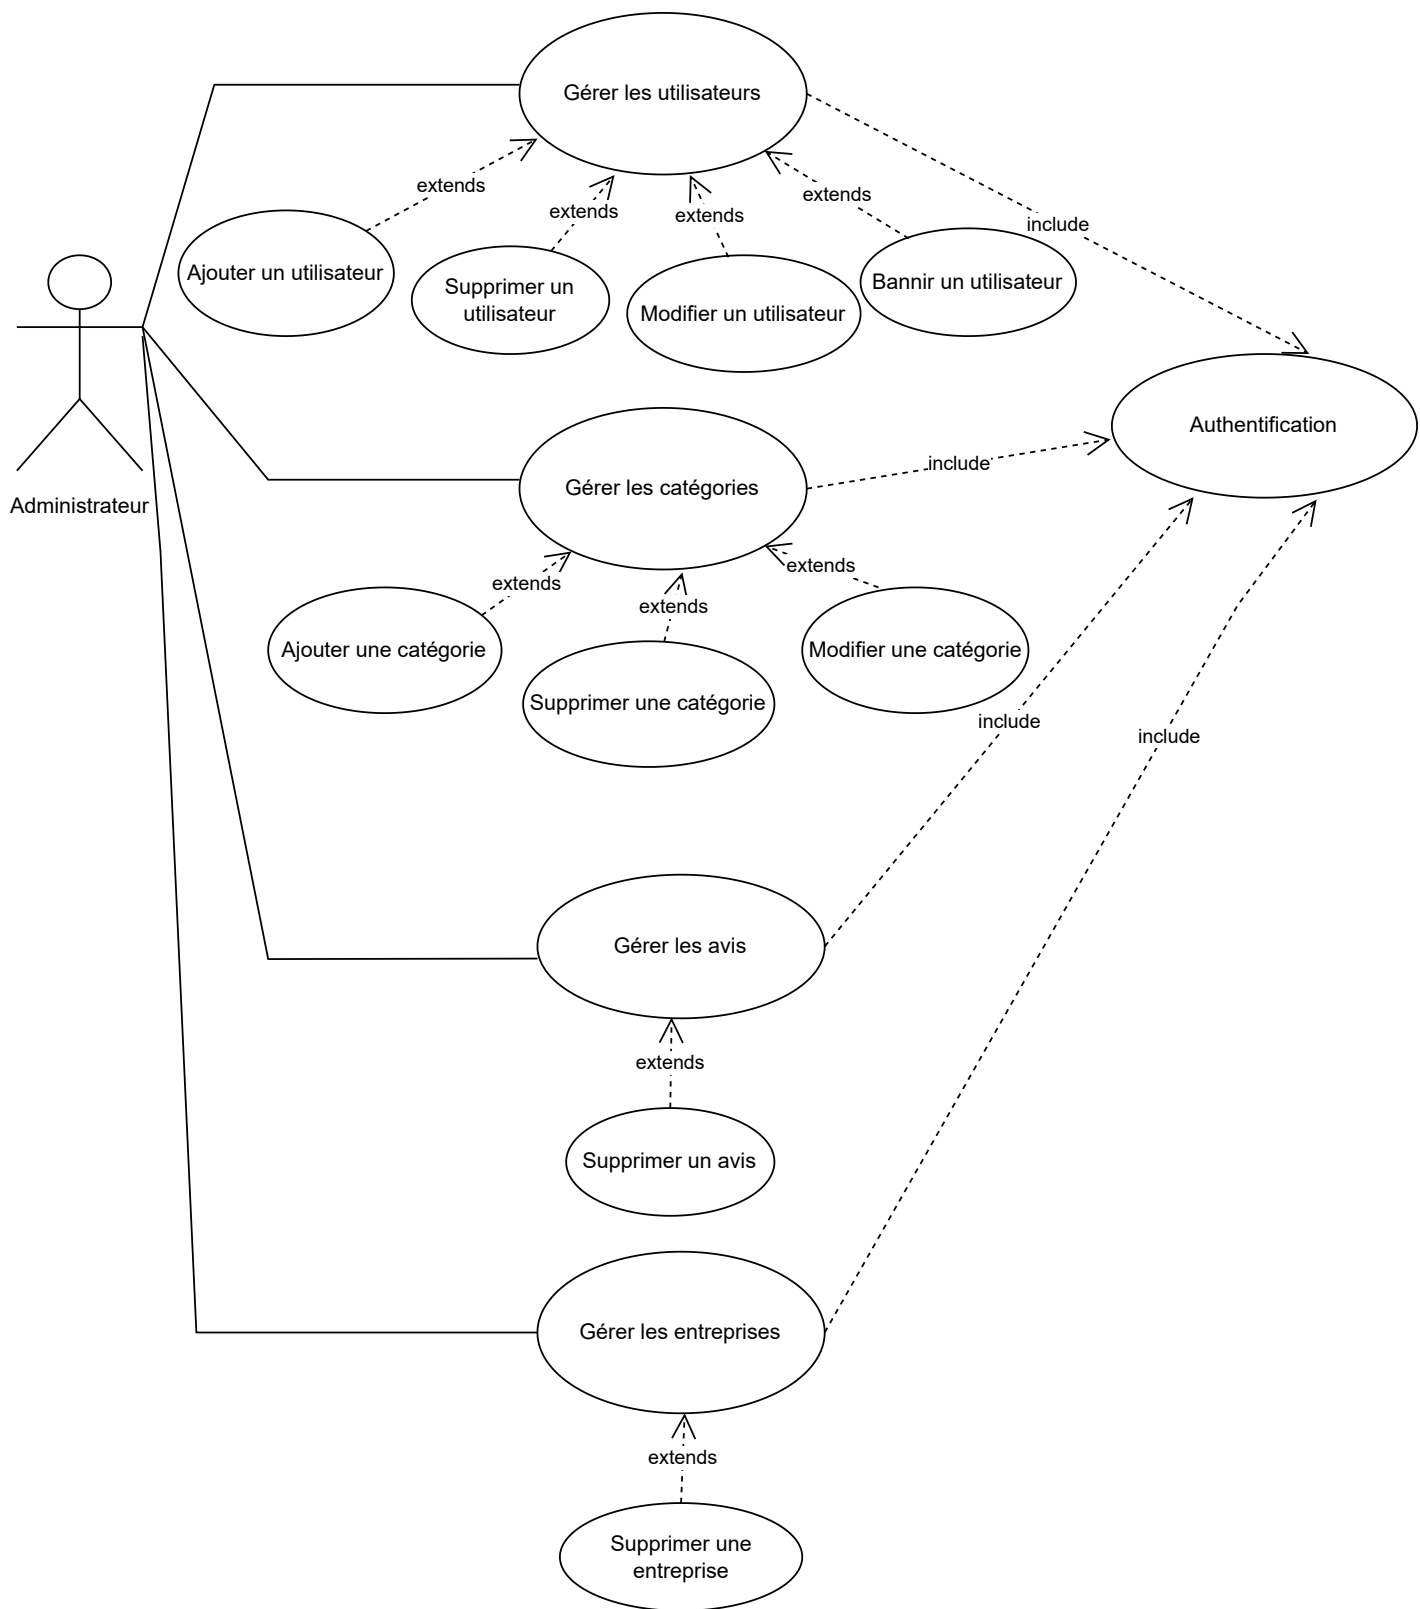 Gérer les utilisateurs
extends
extends
extends
extends
include
Ajouter un utilisateur
Supprimer un
utilisateur
Modifier un utilisateur
Bannir un utilisateur
Administrateur
Authentification
Gérer les catégories
include
extends
extends
extends
Ajouter une catégorie
Supprimer une catégorie
Modifier une catégorie
include
include
Gérer les avis
extends
Supprimer un avis
Gérer les entreprises
extends
Supprimer une
entreprise